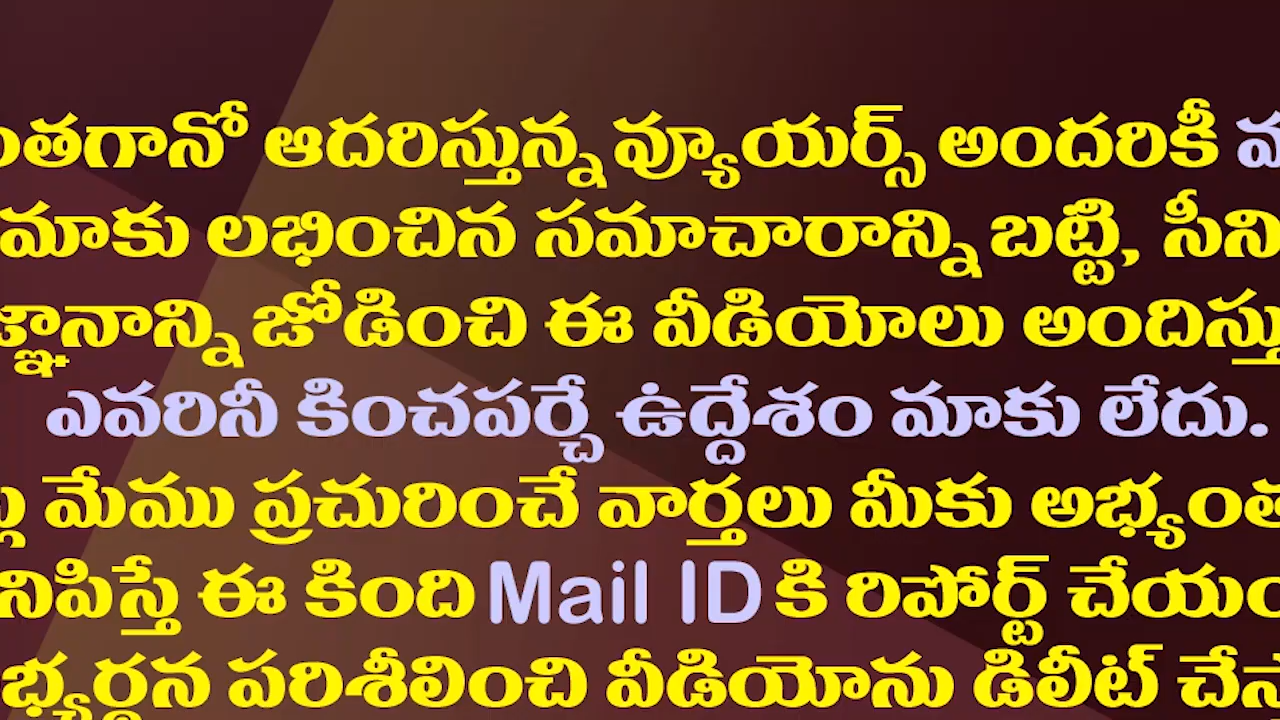 ంతగానో ఆదరిస్తున్న వ్యూయర్స్ అందరికీ
మాకు లభించిన సమాచారాన్ని బట్టి, సీని
జ్ఞానాన్ని జోడించి ఈ వీడియోలు అందిస్తు
ఎవరినీ కించపర్చే ఉద్దేశం మాకు లేదు.
మేము ప్రచురించే వార్తలు మీకు అభ్యంత
నిపిస్తే ఈ కింది Mail ID కి రిపోర్ట్ చేయం
భ్యర్థన పరిశీలించి వీడియోను డిలీట్ చేస